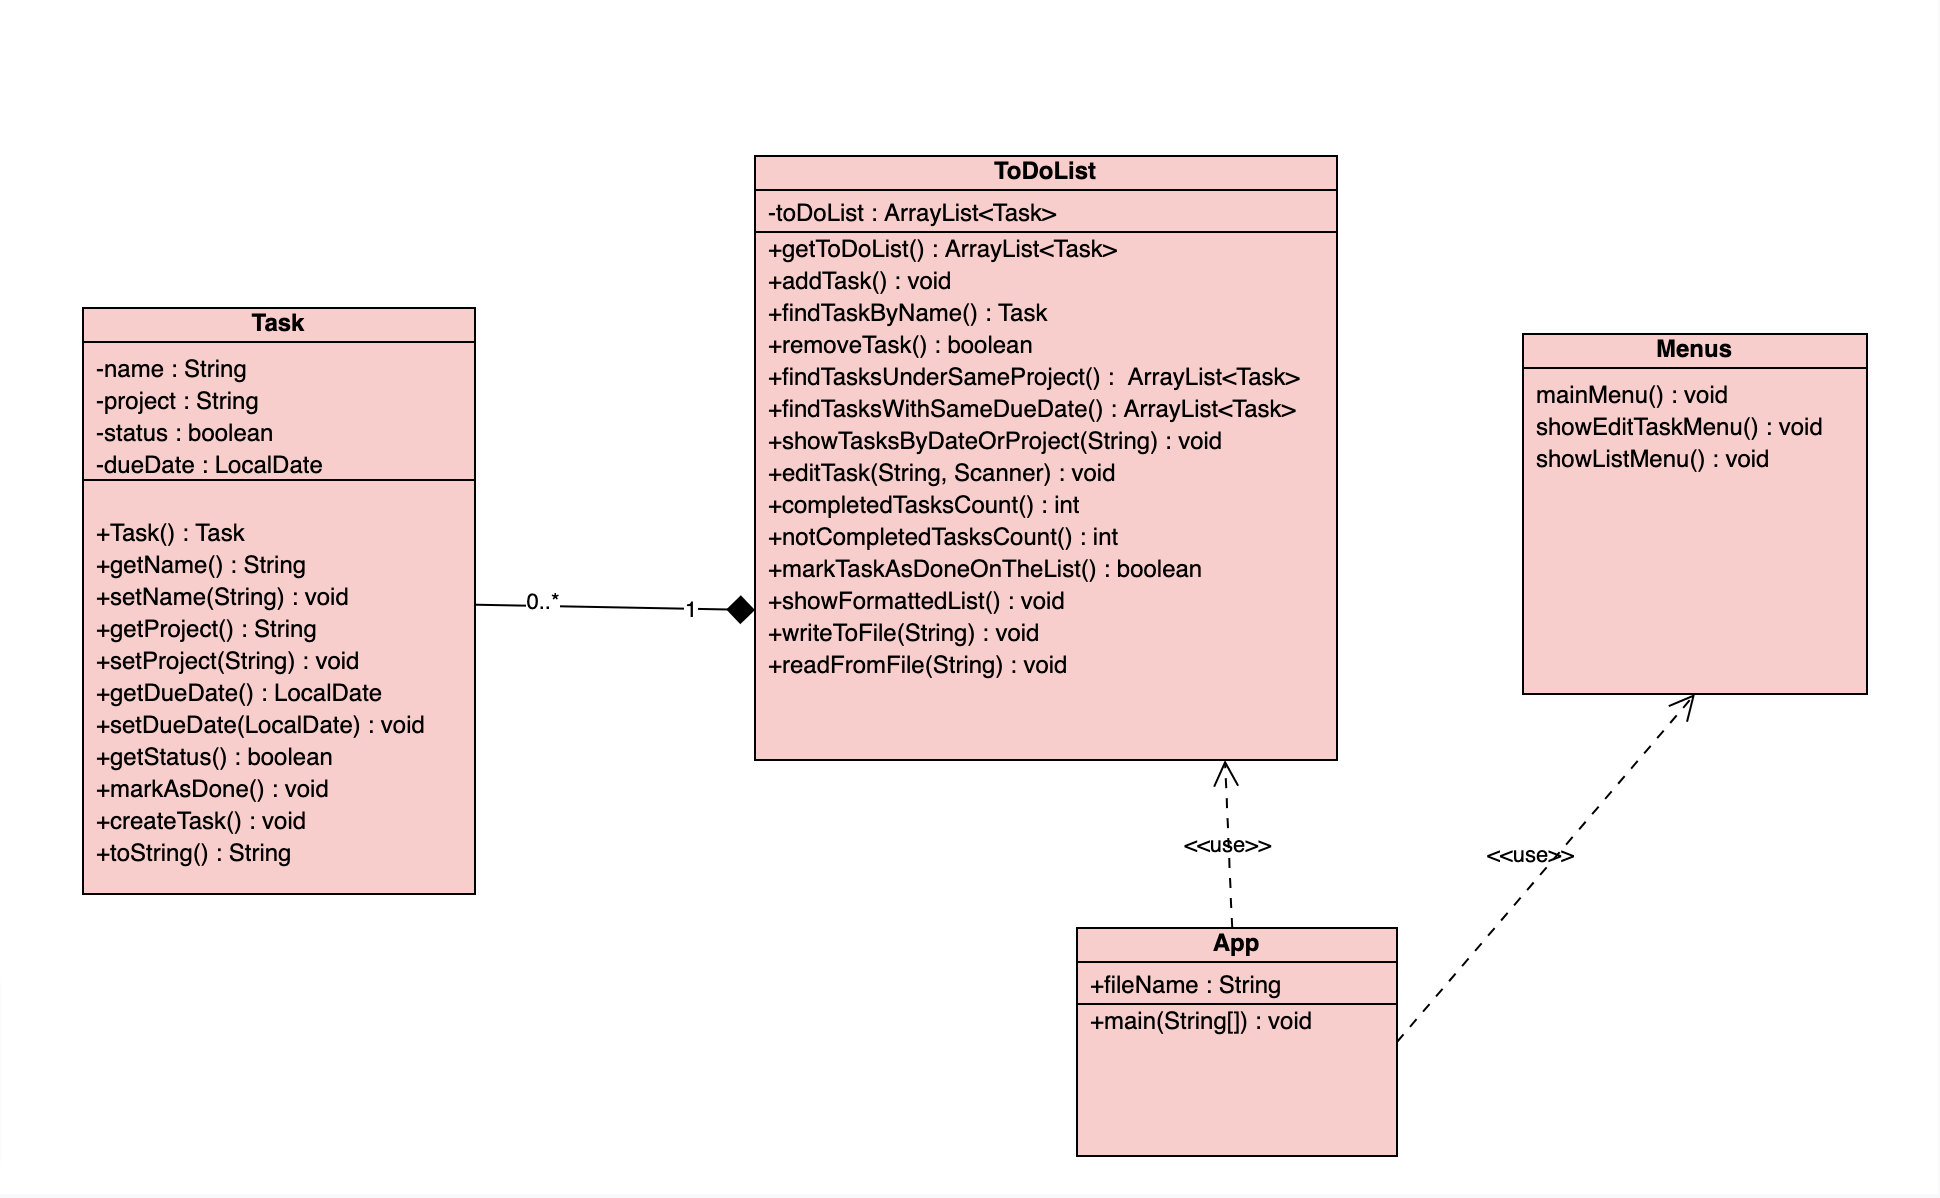 Task
-name : String
-project : String
-status : boolean
-dueDate : LocalDate
+Task() : Task
+getName() : String
+setName(String) : void
+getProject() : String
+setProject(String) : void
+getDueDate() : LocalDate
+setDueDate(LocalDate) : void
+getStatus() : boolean
+markAsDone() : void
+createTask() : void
+toString() : String
0..*
1
ToDoList
-toDoList : ArrayList<Task>
+getToDoList() : ArrayList<Task>
+addTask() : void
+findTaskByName() : Task
+removeTask() : boolean
+findTasksUnderSameProject() :  ArrayList<Task>
+findTasksWithSameDueDate() : ArrayList<Task>
+showTasksByDateOrProject(String) : void
+editTask(String, Scanner) : void
+completedTasksCount() : int
+notCompletedTasksCount() : int
+markTaskAsDoneOnTheList() : boolean
+showFormattedList() : void
+writeToFile(String) : void
+readFromFile(String) : void
Menus
mainMenu() : void
showEditTaskMenu() : void
showListMenu() : void
<<use>>
<<use>>
App
+fileName : String
+main(String[]) : void